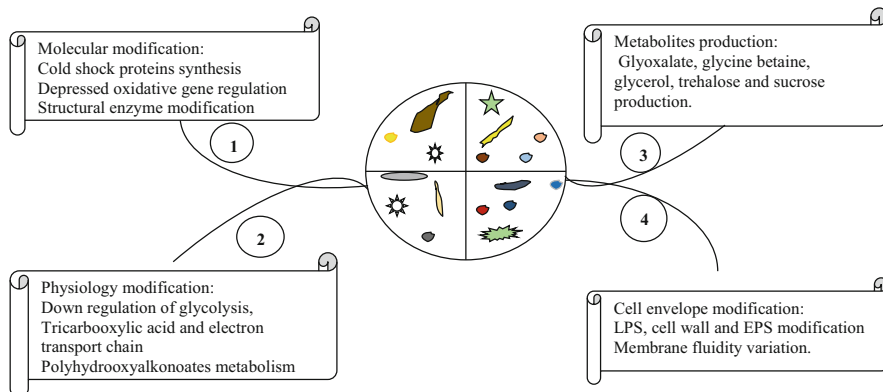 Molecular modification:
Cold shock proteins synthesis
Depressed oxidative gene regulation
Structural enzyme modification
1
Physiology modification:
Down regulation of glycolysis,
Tricarbooxylic acid and electron
transport chain
Polyhydrooxyalkonoates metabolism
2
Metabolites production:
Glyoxalate, glycine betaine,
glycerol, trehalose and sucrose
production.
3
Cell envelope modification:
LPS, cell wall and EPS modification
Membrane fluidity variation.
4